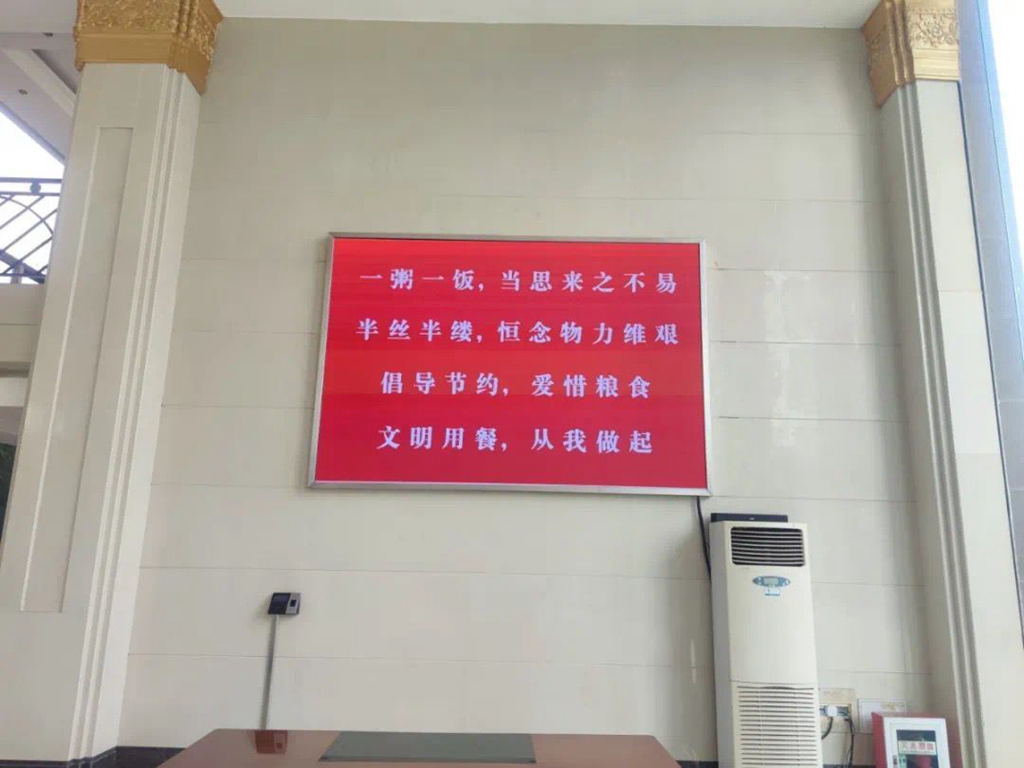 一粥一饭,当思来之不易
半丝半缕,恒念物力维艰
倡导节约,爱惜粮食
文明用餐,从我做起